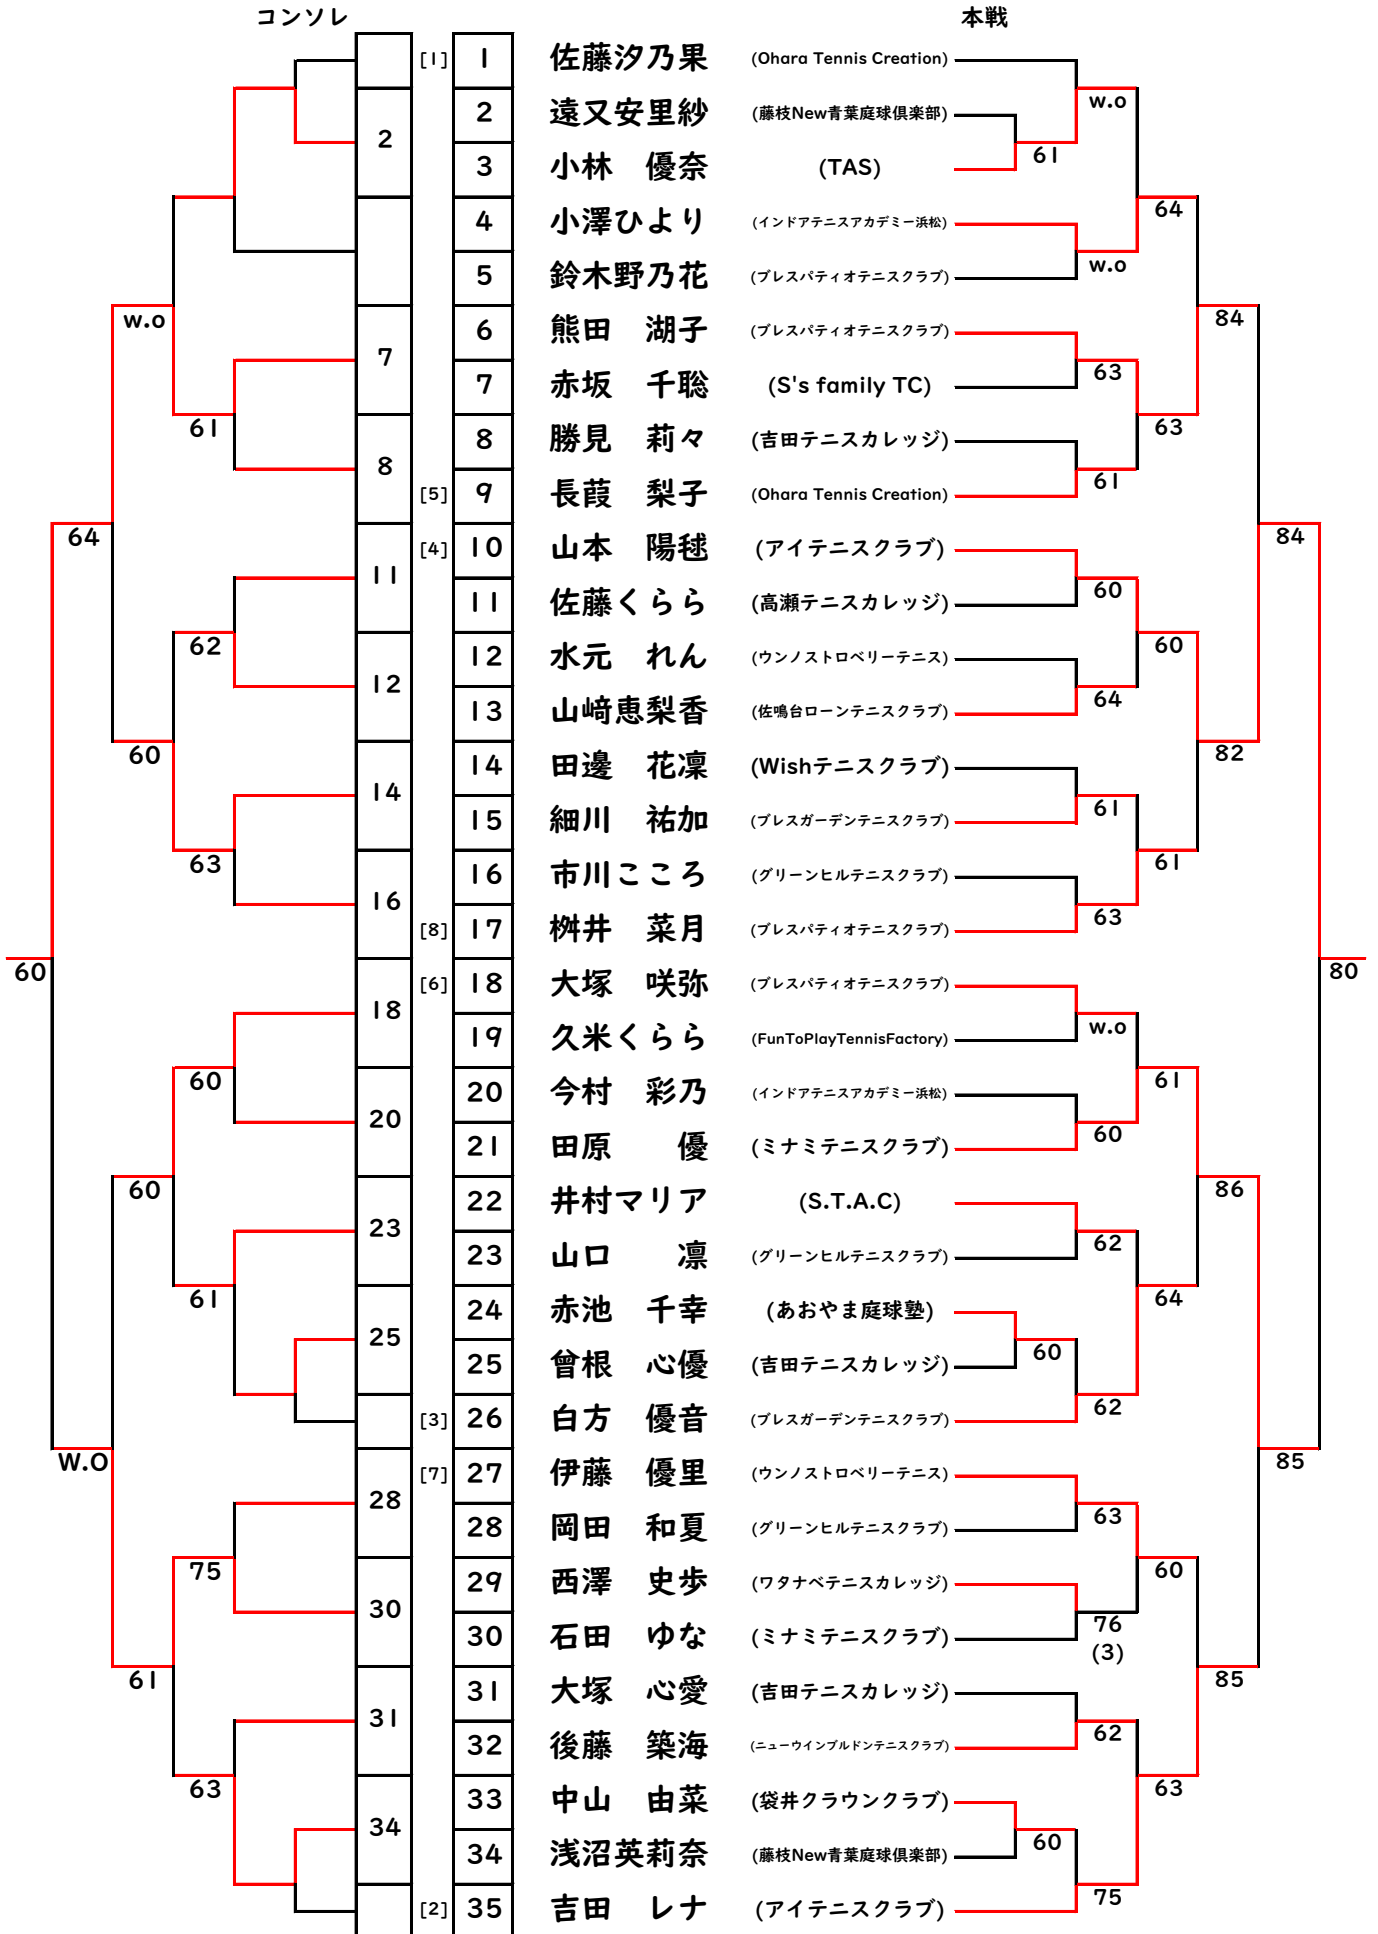 コンソレ 本戦
[1] 1 佐藤汐乃果 (Ohara Tennis Creation)
w.o
2 2 遠又安里紗 (藤枝New青葉庭球倶楽部)
61
3 小林 優奈 (TAS)
64
4 小澤ひより (インドアテニスアカデミー浜松)
w.o
5 鈴木野乃花 (ブレスパティオテニスクラブ)
w.o 84
6 熊田 湖子 (ブレスパティオテニスクラブ)
7 63
7 赤坂 千聡 (S's family TC)
61 63
8 勝見 莉々 (吉田テニスカレッジ)
8 61
[5] 9 長葭 梨子 (Ohara Tennis Creation)
64 84
[4] 10 山本 陽毬 (アイテニスクラブ)
11 60
11 佐藤くらら (高瀬テニスカレッジ)
62 60
12 水元 れん (ウンノストロベリーテニス)
12 64
13 山﨑恵梨香 (佐鳴台ローンテニスクラブ)
60 82
14 田邊 花凜 (Wishテニスクラブ)
14 61
15 細川 祐加 (ブレスガーデンテニスクラブ)
63 61
16 市川こころ (グリーンヒルテニスクラブ)
16 63
[8] 17 桝井 菜月 (ブレスパティオテニスクラブ)
60 80
[6] 18 大塚 咲弥 (ブレスパティオテニスクラブ)
18 w.o
19 久米くらら (FunToPlayTennisFactory)
60 61
20 今村 彩乃 (インドアテニスアカデミー浜松)
20 60
21 田原 優 (ミナミテニスクラブ)
60 86
22 井村マリア (S.T.A.C)
23 62
23 山口 凛 (グリーンヒルテニスクラブ)
61 64
24 赤池 千幸 (あおやま庭球塾)
25 60
25 曾根 心優 (吉田テニスカレッジ)
62
[3] 26 白方 優音 (ブレスガーデンテニスクラブ)
W.O 85
[7] 27 伊藤 優里 (ウンノストロベリーテニス)
28 63
28 岡田 和夏 (グリーンヒルテニスクラブ)
75 60
29 西澤 史歩 (ワタナベテニスカレッジ)
30 76
(3)
30 石田 ゆな (ミナミテニスクラブ)
61 85
31 大塚 心愛 (吉田テニスカレッジ)
31 62
32 後藤 築海 (ニューウインブルドンテニスクラブ)
63 63
33 中山 由菜 (袋井クラウンクラブ)
34 60
34 浅沼英莉奈 (藤枝New青葉庭球倶楽部)
75
[2] 35 吉田 レナ (アイテニスクラブ)